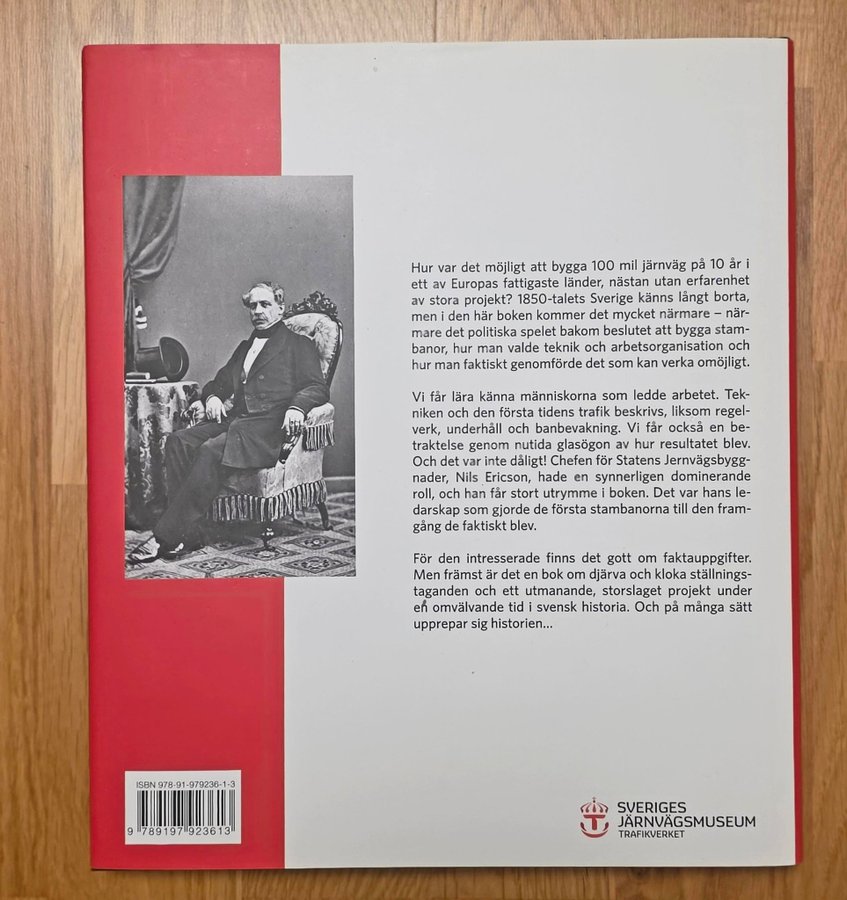 Hur var det möjligt att bygga 100 mil järnväg på 10 år i
ett av Europas fattigaste länder, nästan utan erfarenhet
av stora projekt? 1850-talets Sverige känns långt borta,
men i den här boken kommer det mycket närmare – när-
mare det politiska spelet bakom beslutet att bygga stam-
banor, hur man valde teknik och arbetsorganisation och
hur man faktiskt genomförde det som kan verka omöjligt.
Vi får lära känna människorna som ledde arbetet. Tek-
niken och den första tidens trafik beskrivs, liksom regel-
verk, underhåll och banbevakning. Vi får också en be-
traktelse genom nutida glasögon av hur resultatet blev.
Och det var inte dåligt! Chefen för Statens Jernvägsbygg-
nader, Nils Ericson, hade en synnerligen dominerande
roll, och han får stort utrymme i boken. Det var hans le-
darskap som gjorde de första stambanorna till den fram-
gång de faktiskt blev.
För den intresserade finns det gott om faktauppgifter.
Men främst är det en bok om djärva och kloka ställnings-
taganden och ett utmanande, storslaget projekt under
en omvälvande tid i svensk historia. Och på många sätt
upprepar sig historien...
ISBN 978-91-979236-1-3
9 789197 923613
SVERIGES
JÄRNVÄGSMUSEUM
TRAFIKVERKET